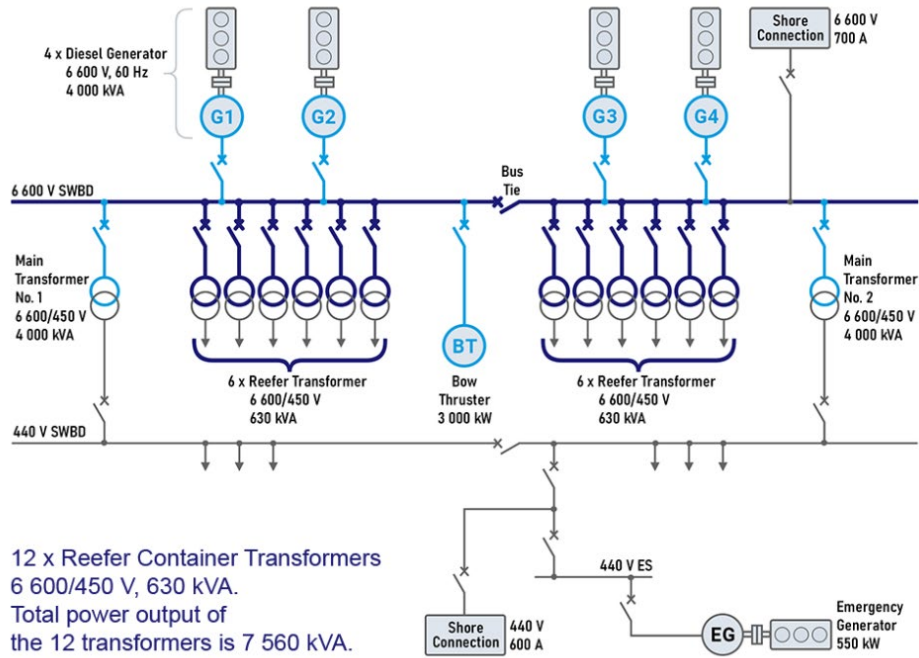 4 x Diesel Generator
6 600 V, 60 Hz
4 000 kVA
G1
G2
G3
G4
Shore
Connection
6 600 V
700 A
6 600 V SWBD
Bus
Tie
Main
Transformer
No. 1
6 600/450 V
4 000 kVA
6 x Reefer Transformer
6 600/450 V
630 kVA
BT
Bow
Thruster
3 000 kW
6 x Reefer Transformer
6 600/450 V
630 kVA
Main
Transformer
No. 2
6 600/450 V
4 000 kVA
440 V SWBD
12 x Reefer Container Transformers
6 600/450 V, 630 kVA.
Total power output of
the 12 transformers is 7 560 kVA.
440 V ES
Shore
Connection
440 V
600 A
EG
Emergency
Generator
550 kW